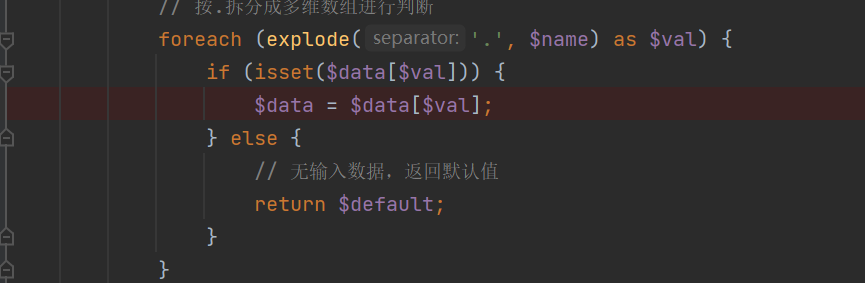 // 按.拆分成多维数组进行判断
foreach (explode( separator: '.', $name) as $val) {
if (isset($data[$val])) {
$data = $data[$val];
} else {
// 无输入数据，返回默认值
return $default;
}
}